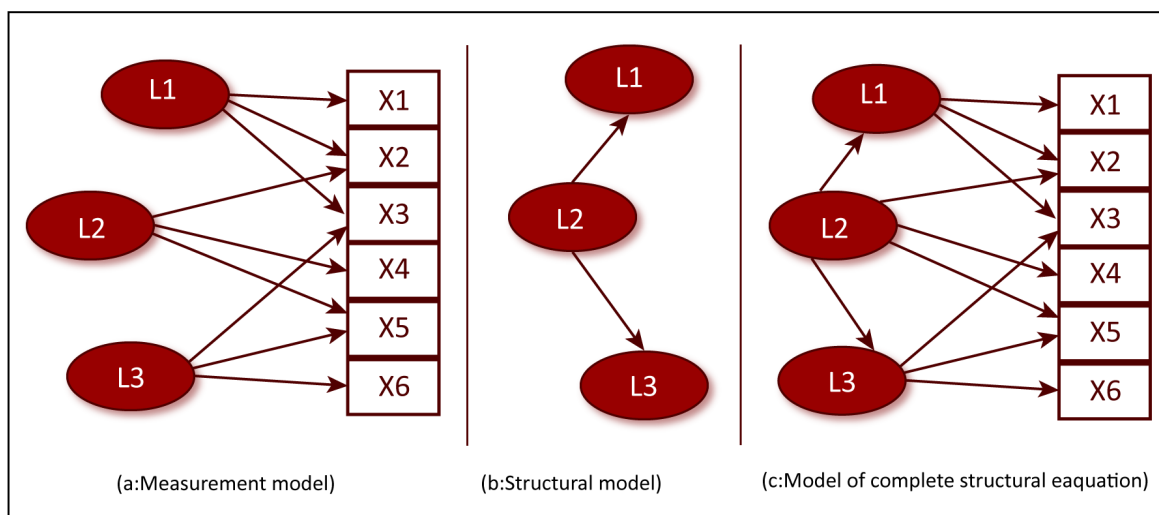 L1
L2
L3
X1
X2
X3
X4
X5
X6
(a:Measurement model)
L1
L2
L3
(b:Structural model)
L1
L2
L3
X1
X2
X3
X4
X5
X6
(c:Model of complete structural eaquation)